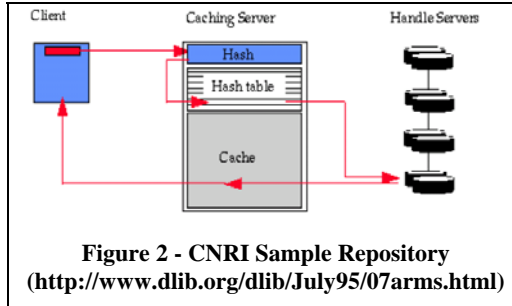 Client
Caching Server
Handle Servers
Hash
Hash table
Cache
Figure 2 - CNRI Sample Repository
(http://www.dlib.org/dlib/July95/07arms.html)